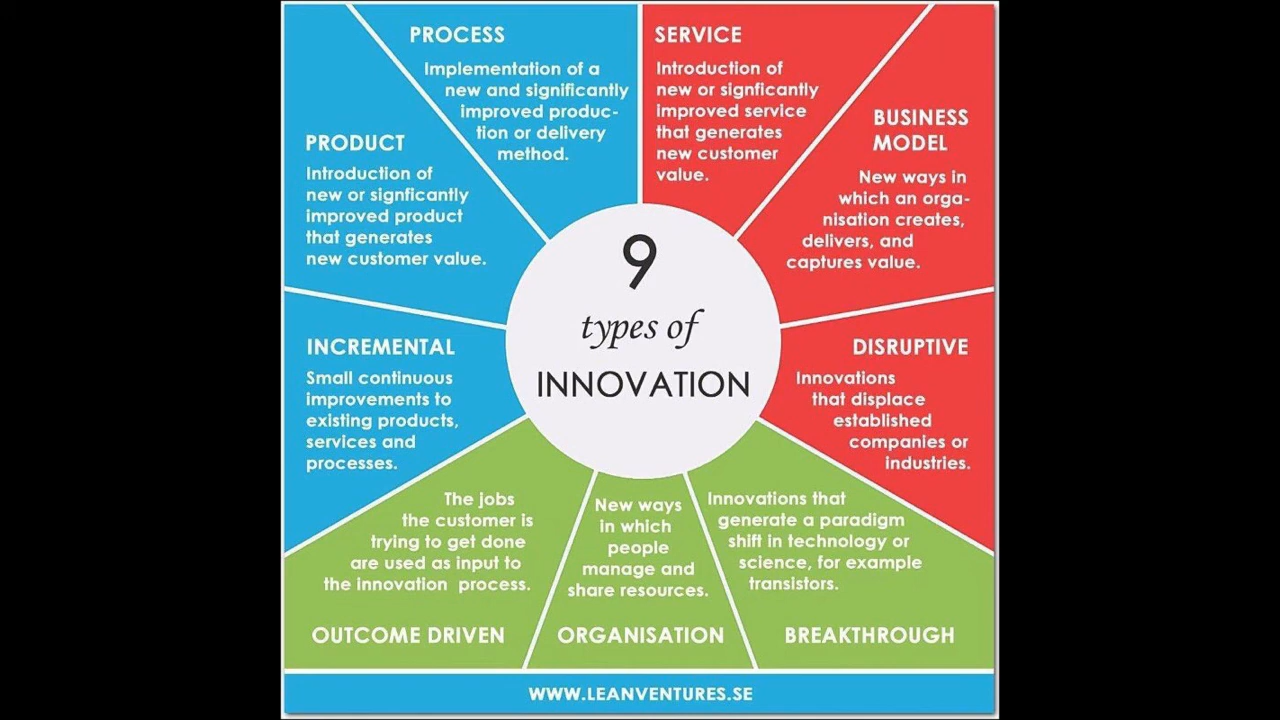 PROCESS
Implementation of a
new and significantly
improved produc-
tion or delivery
method.
SERVICE
Introduction of
new or signficantly
improved service
that generates
new customer
value.
BUSINESS
MODEL
New ways in
which an orga-
nisation creates,
delivers, and
captures value.
PRODUCT
Introduction of
new or signficantly
improved product
that generates
new customer value.
9
types of
INNOVATION
INCREMENTAL
Small continuous
improvements to
existing products,
services and
processes.
DISRUPTIVE
Innovations
that displace
established
companies or
industries.
The jobs
the customer is
trying to get done
are used as input to
the innovation process.
OUTCOME DRIVEN
New ways
in which
people
manage and
share resources.
ORGANISATION
Innovations that
generate a paradigm
shift in technology or
science, for example
transistors.
BREAKTHROUGH
WWW.LEANVENTURES.SE